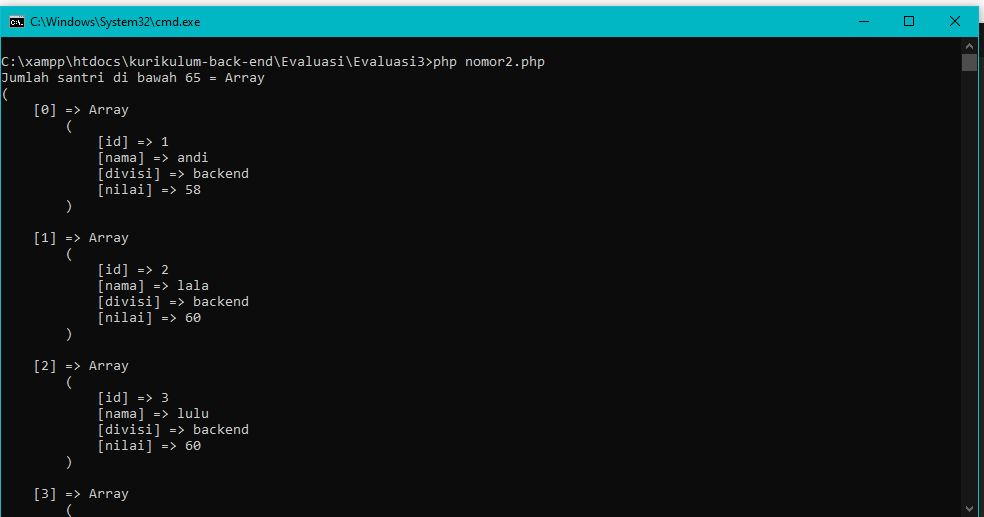 C:\Windows\System32\cmd.exe
C:\xampp\htdocs\kurikulum-back-end\Evaluasi\Evaluasi3>php nomor2.php
Jumlah santri di bawah 65 = Array
(
    [0] => Array
        (
            [id] => 1
            [nama] => andi
            [divisi] => backend
            [nilai] => 58
        )

    [1] => Array
        (
            [id] => 2
            [nama] => lala
            [divisi] => backend
            [nilai] => 60
        )

    [2] => Array
        (
            [id] => 3
            [nama] => lulu
            [divisi] => backend
            [nilai] => 60
        )

    [3] => Array
        (